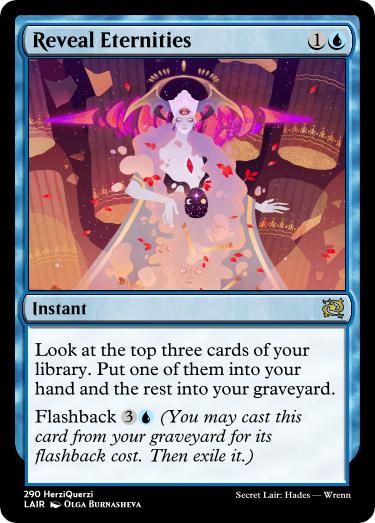 Reveal Eternities 1
Instant
Look at the top three cards of your
library. Put one of them into your
hand and the rest into your graveyard.
Flashback 3 (You may cast this
card from your graveyard for its
flashback cost. Then exile it.)
290 HerziQuerzi
Secret Lair: Hades — Wrenn
LAIR Olga Burnasheva